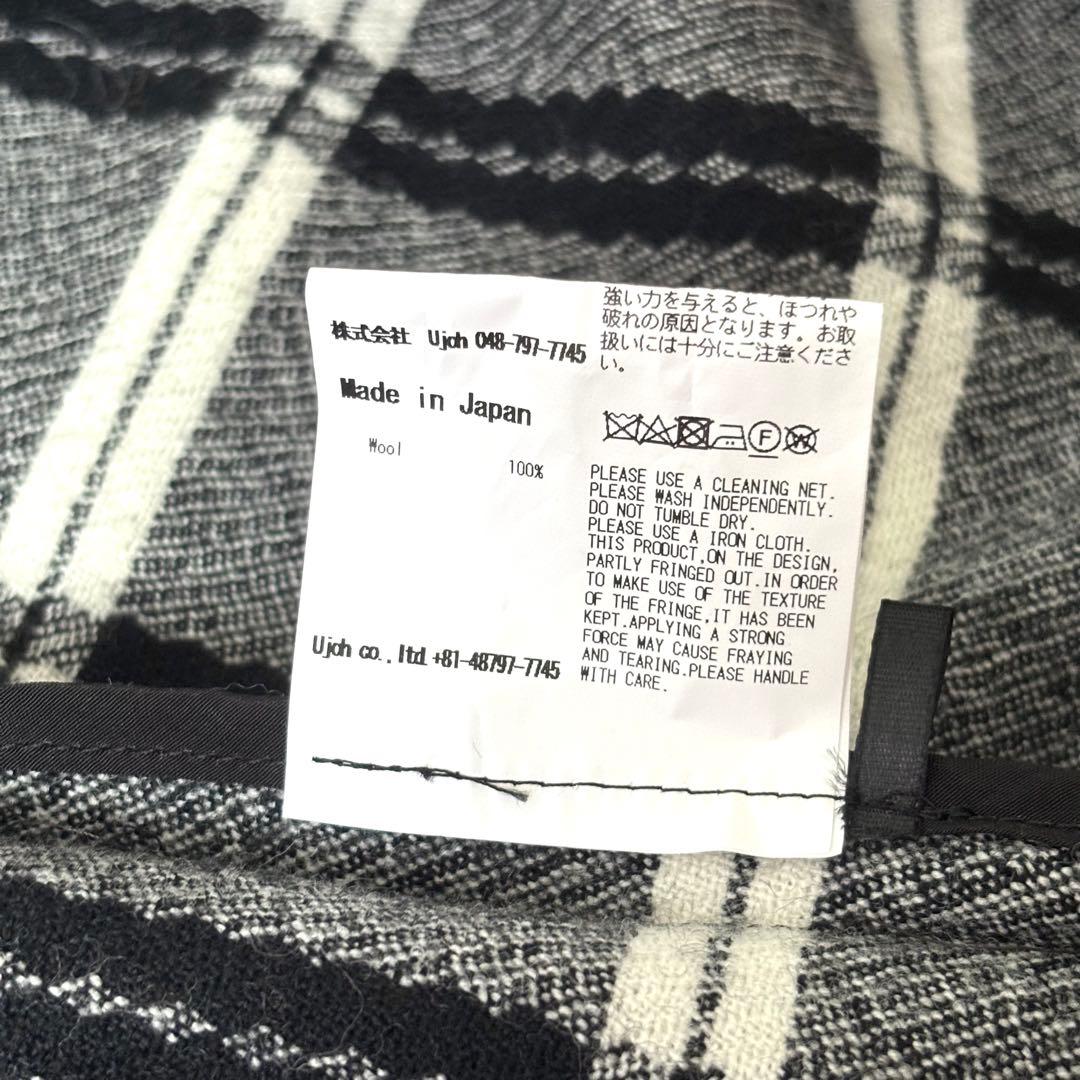 株式会社 Ujoh 048-797-7745
Made in Japan
Wool
100%
Ujoh co., ltd. +81-48797-7745
強い力を与えると、ほつれや
破れの原因となります。お取
扱いには十分にご注意くださ
い。
F W
PLEASE USE A CLEANING NET.
PLEASE WASH INDEPENDENTLY.
DO NOT TUMBLE DRY.
PLEASE USE A IRON CLOTH.
THIS PRODUCT,ON THE DESIGN,
PARTLY FRINGED OUT.IN ORDER
TO MAKE USE OF THE TEXTURE
OF THE FRINGE,IT HAS BEEN
KEPT.APPLYING A STRONG
FORCE MAY CAUSE FRAYING
AND TEARING.PLEASE HANDLE
WITH CARE.